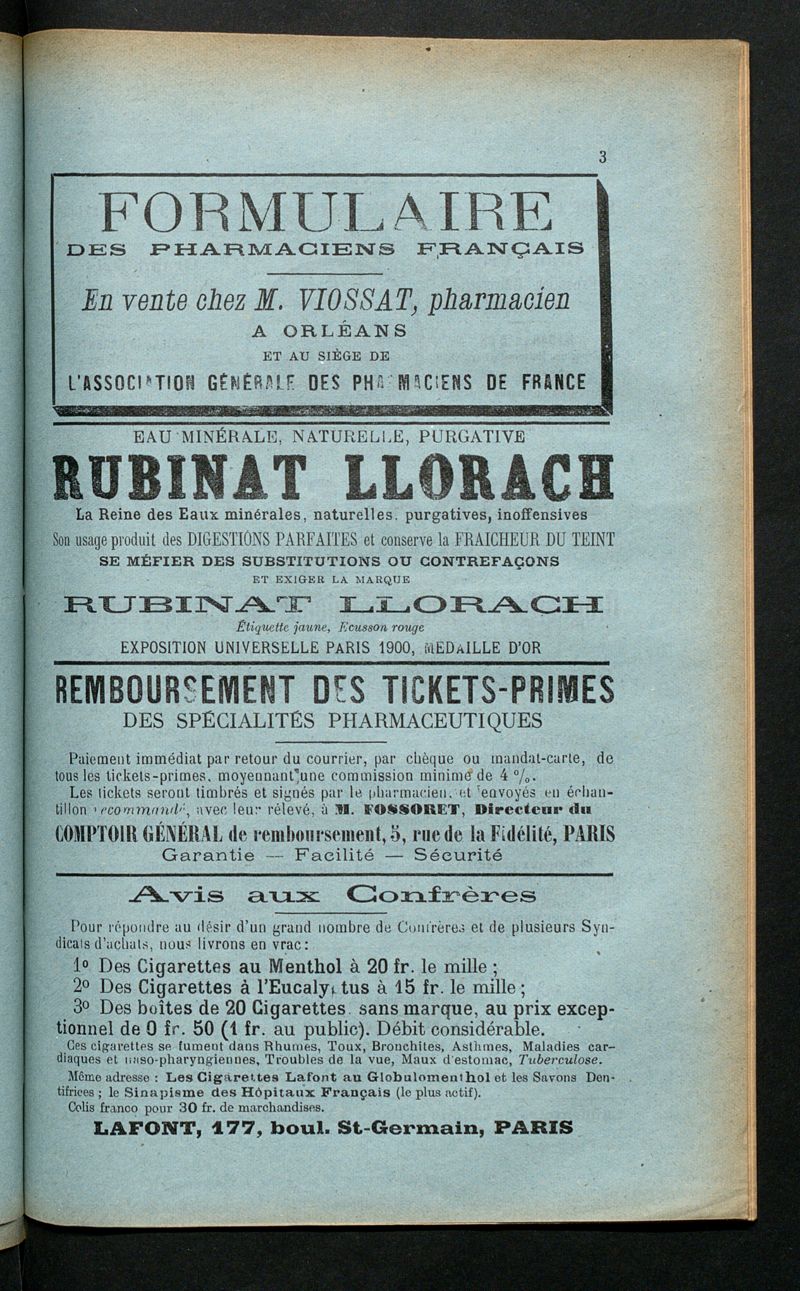 3
FORMULAIRE
DES PHARMACIENS FRANÇAIS
En vente chez M. VIOSSAT, pharmacien
A ORLÉANS
ET AU SIÈGE DE
L'ASSOCIATION GÉNÉRALE DES PHARMACIENS DE FRANCE
EAU MINÉRALE, NATURELLE, PURGATIVE
RUBINAT LLORACH
La Reine des Eaux minérales, naturelles, purgatives, inoffensives
Son usage produit des DIGESTIONS PARFAITES et conserve la FRAICHEUR DU TEINT
SE MÉFIER DES SUBSTITUTIONS OU CONTREFAÇONS
ET EXIGER LA MARQUE
RUBINAT LLORACH
Étiquette jaune, Ecusson rouge
EXPOSITION UNIVERSELLE PARIS 1900, MEDAILLE D'OR
REMBOURSEMENT DES TICKETS-PRIMES
DES SPÉCIALITÉS PHARMACEUTIQUES
Paiement immédiat par retour du courrier, par chèque ou mandat-carte, de
tous les tickets-primes, moyennant une commission minime de 4 %.
Les tickets seront timbrés et signés par le pharmacien, et envoyés en échan-
tillon recommandé, avec leur rélevé, à M. FOSSORET, Directeur du
COMPTOIR GÉNÉRAL de remboursement, 5, rue de la Fidélité, PARIS
Garantie — Facilité — Sécurité
Avis aux Confrères
Pour répondre au désir d'un grand nombre de Confrères et de plusieurs Syn-
dicats d'achats, nous livrons en vrac :
1º Des Cigarettes au Menthol à 20 fr. le mille ;
2º Des Cigarettes à l'Eucalyptus à 15 fr. le mille ;
3º Des boîtes de 20 Cigarettes sans marque, au prix excep-
tionnel de 0 fr. 50 (1 fr. au public). Débit considérable.
Ces cigarettes se fument dans Rhumes, Toux, Bronchites, Asthmes, Maladies car-
diaques et naso-pharyngiennes, Troubles de la vue, Maux d'estomac, Tuberculose.
Même adresse : Les Cigarettes Lafont au Globulomenthol et les Savons Den-
tifrices ; le Sinapisme des Hôpitaux Français (le plus actif).
Colis franco pour 30 fr. de marchandises.
LAFONT, 177, boul. St-Germain, PARIS